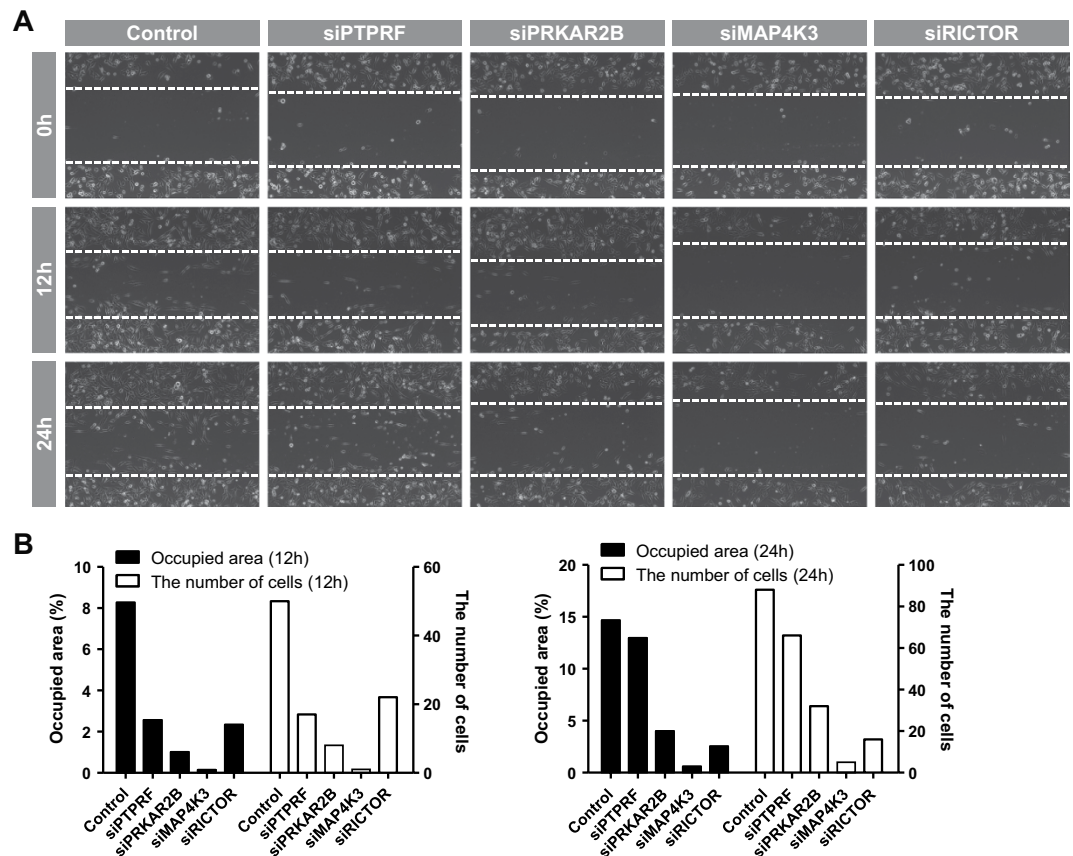 A
Control siPTPRF siPRKAR2B siMAP4K3 siRICTOR
0h
12h
24h
B
Occupied area (12h)
The number of cells (12h)
Occupied area (%)
10
8
6
4
2
0
60
40
20
0
The number of cells
Control siPTPRF siPRKAR2B siMAP4K3 siRICTOR
Control siPTPRF siPRKAR2B siMAP4K3 siRICTOR
Occupied area (24h)
The number of cells (24h)
Occupied area (%)
20
15
10
5
0
100
80
60
40
20
0
The number of cells
Control siPTPRF siPRKAR2B siMAP4K3 siRICTOR
Control siPTPRF siPRKAR2B siMAP4K3 siRICTOR